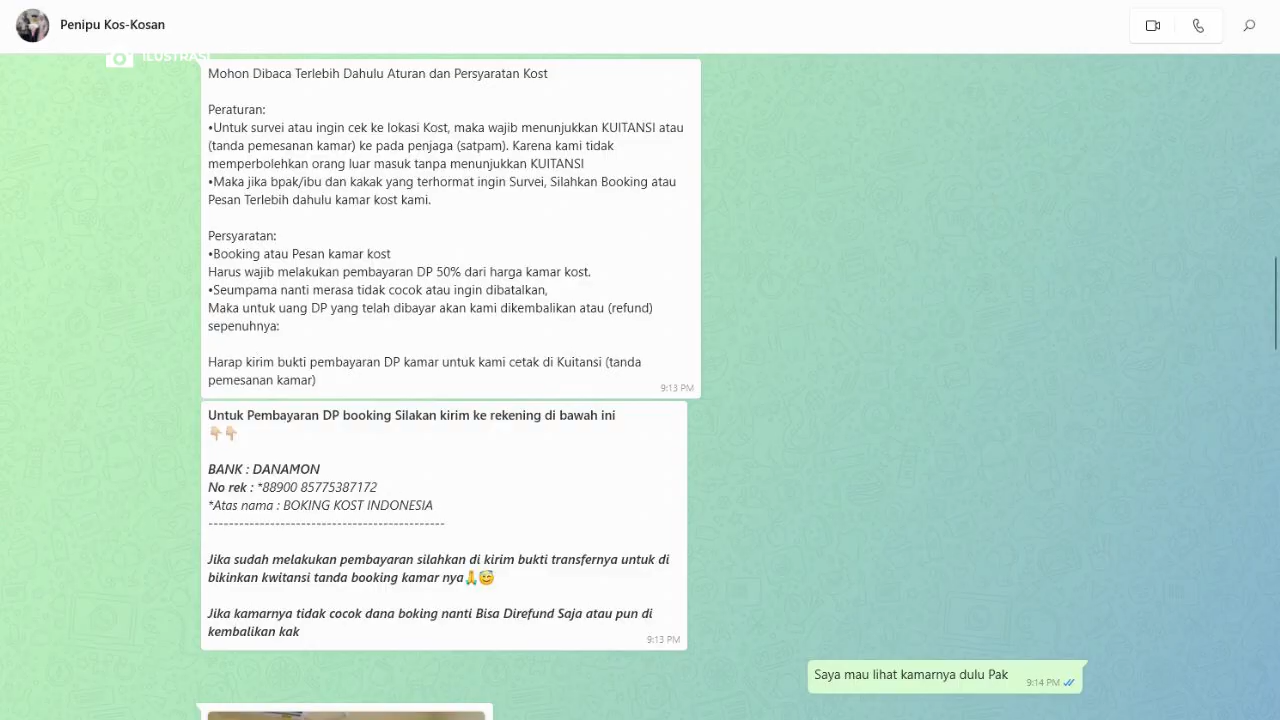 Penipu Kos-Kosan
ILUSTRASI
Mohon Dibaca Terlebih Dahulu Aturan dan Persyaratan Kost
Peraturan:
•Untuk survei atau ingin cek ke lokasi Kost, maka wajib menunjukkan KUITANSI atau
(tanda pemesanan kamar) ke pada penjaga (satpam). Karena kami tidak
memperbolehkan orang luar masuk tanpa menunjukkan KUITANSI
•Maka jika bpak/ibu dan kakak yang terhormat ingin Survei, Silahkan Booking atau
Pesan Terlebih dahulu kamar kost kami.
Persyaratan:
•Booking atau Pesan kamar kost
Harus wajib melakukan pembayaran DP 50% dari harga kamar kost.
•Seumpama nanti merasa tidak cocok atau ingin dibatalkan,
Maka untuk uang DP yang telah dibayar akan kami dikembalikan atau (refund)
sepenuhnya:
Harap kirim bukti pembayaran DP kamar untuk kami cetak di Kuitansi (tanda
pemesanan kamar)
9:13 PM
Untuk Pembayaran DP booking Silakan kirim ke rekening di bawah ini
👇🏻👇🏻
BANK : DANAMON
No rek : *88900 85775387172
*Atas nama : BOKING KOST INDONESIA
----------------------------------------------
Jika sudah melakukan pembayaran silahkan di kirim bukti transfernya untuk di
bikinkan kwitansi tanda booking kamar nya🙏😇
Jika kamarnya tidak cocok dana boking nanti Bisa Direfund Saja atau pun di
kembalikan kak
9:13 PM
Saya mau lihat kamarnya dulu Pak
9:14 PM